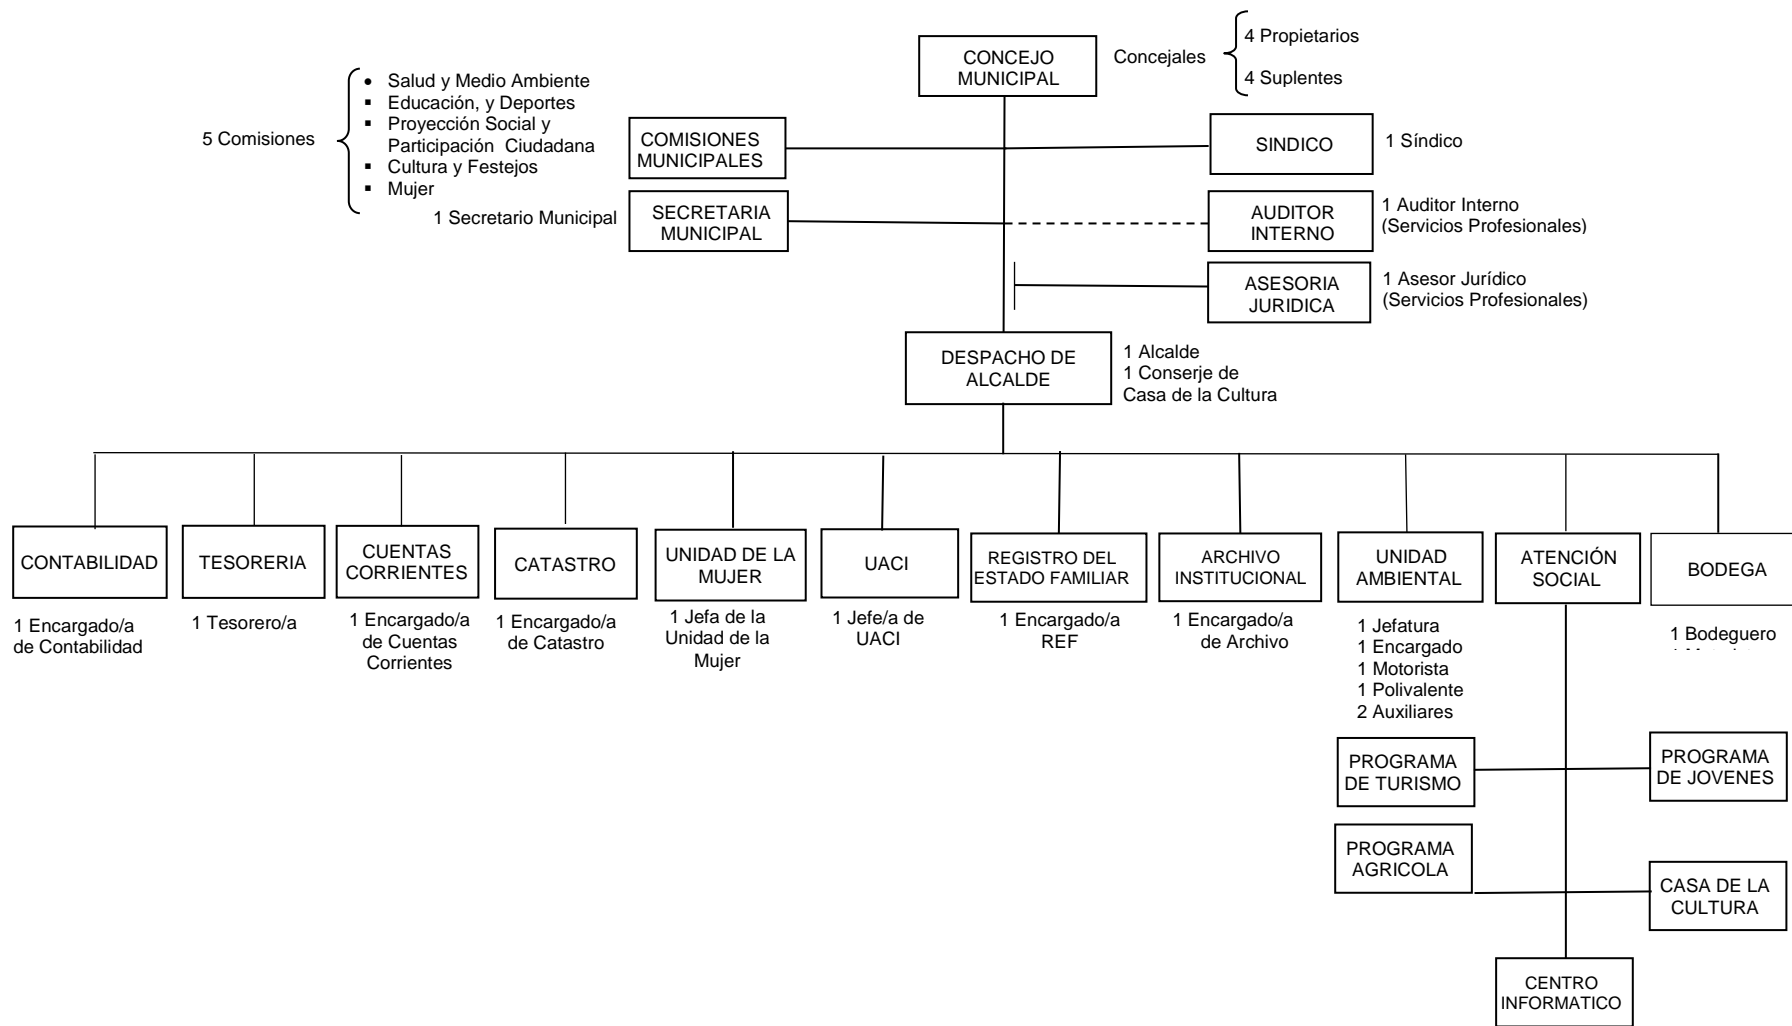 CONCEJO
MUNICIPAL
Concejales
4 Propietarios
4 Suplentes
5 Comisiones
• Salud y Medio Ambiente
▪ Educación, y Deportes
▪ Proyección Social y
Participación Ciudadana
▪ Cultura y Festejos
▪ Mujer
COMISIONES
MUNICIPALES
SINDICO
1 Síndico
1 Secretario Municipal
SECRETARIA
MUNICIPAL
AUDITOR
INTERNO
1 Auditor Interno
(Servicios Profesionales)
ASESORIA
JURIDICA
1 Asesor Jurídico
(Servicios Profesionales)
DESPACHO DE
ALCALDE
1 Alcalde
1 Conserje de
Casa de la Cultura
CONTABILIDAD
1 Encargado/a
de Contabilidad
TESORERIA
1 Tesorero/a
CUENTAS
CORRIENTES
1 Encargado/a
de Cuentas
Corrientes
CATASTRO
1 Encargado/a
de Catastro
UNIDAD DE LA
MUJER
1 Jefa de la
Unidad de la
Mujer
UACI
1 Jefe/a de
UACI
REGISTRO DEL
ESTADO FAMILIAR
1 Encargado/a
REF
ARCHIVO
INSTITUCIONAL
1 Encargado/a
de Archivo
UNIDAD
AMBIENTAL
1 Jefatura
1 Encargado
1 Motorista
1 Polivalente
2 Auxiliares
ATENCIÓN
SOCIAL
BODEGA
1 Bodeguero
PROGRAMA
DE TURISMO
PROGRAMA
DE JOVENES
PROGRAMA
AGRICOLA
CASA DE LA
CULTURA
CENTRO
INFORMATICO